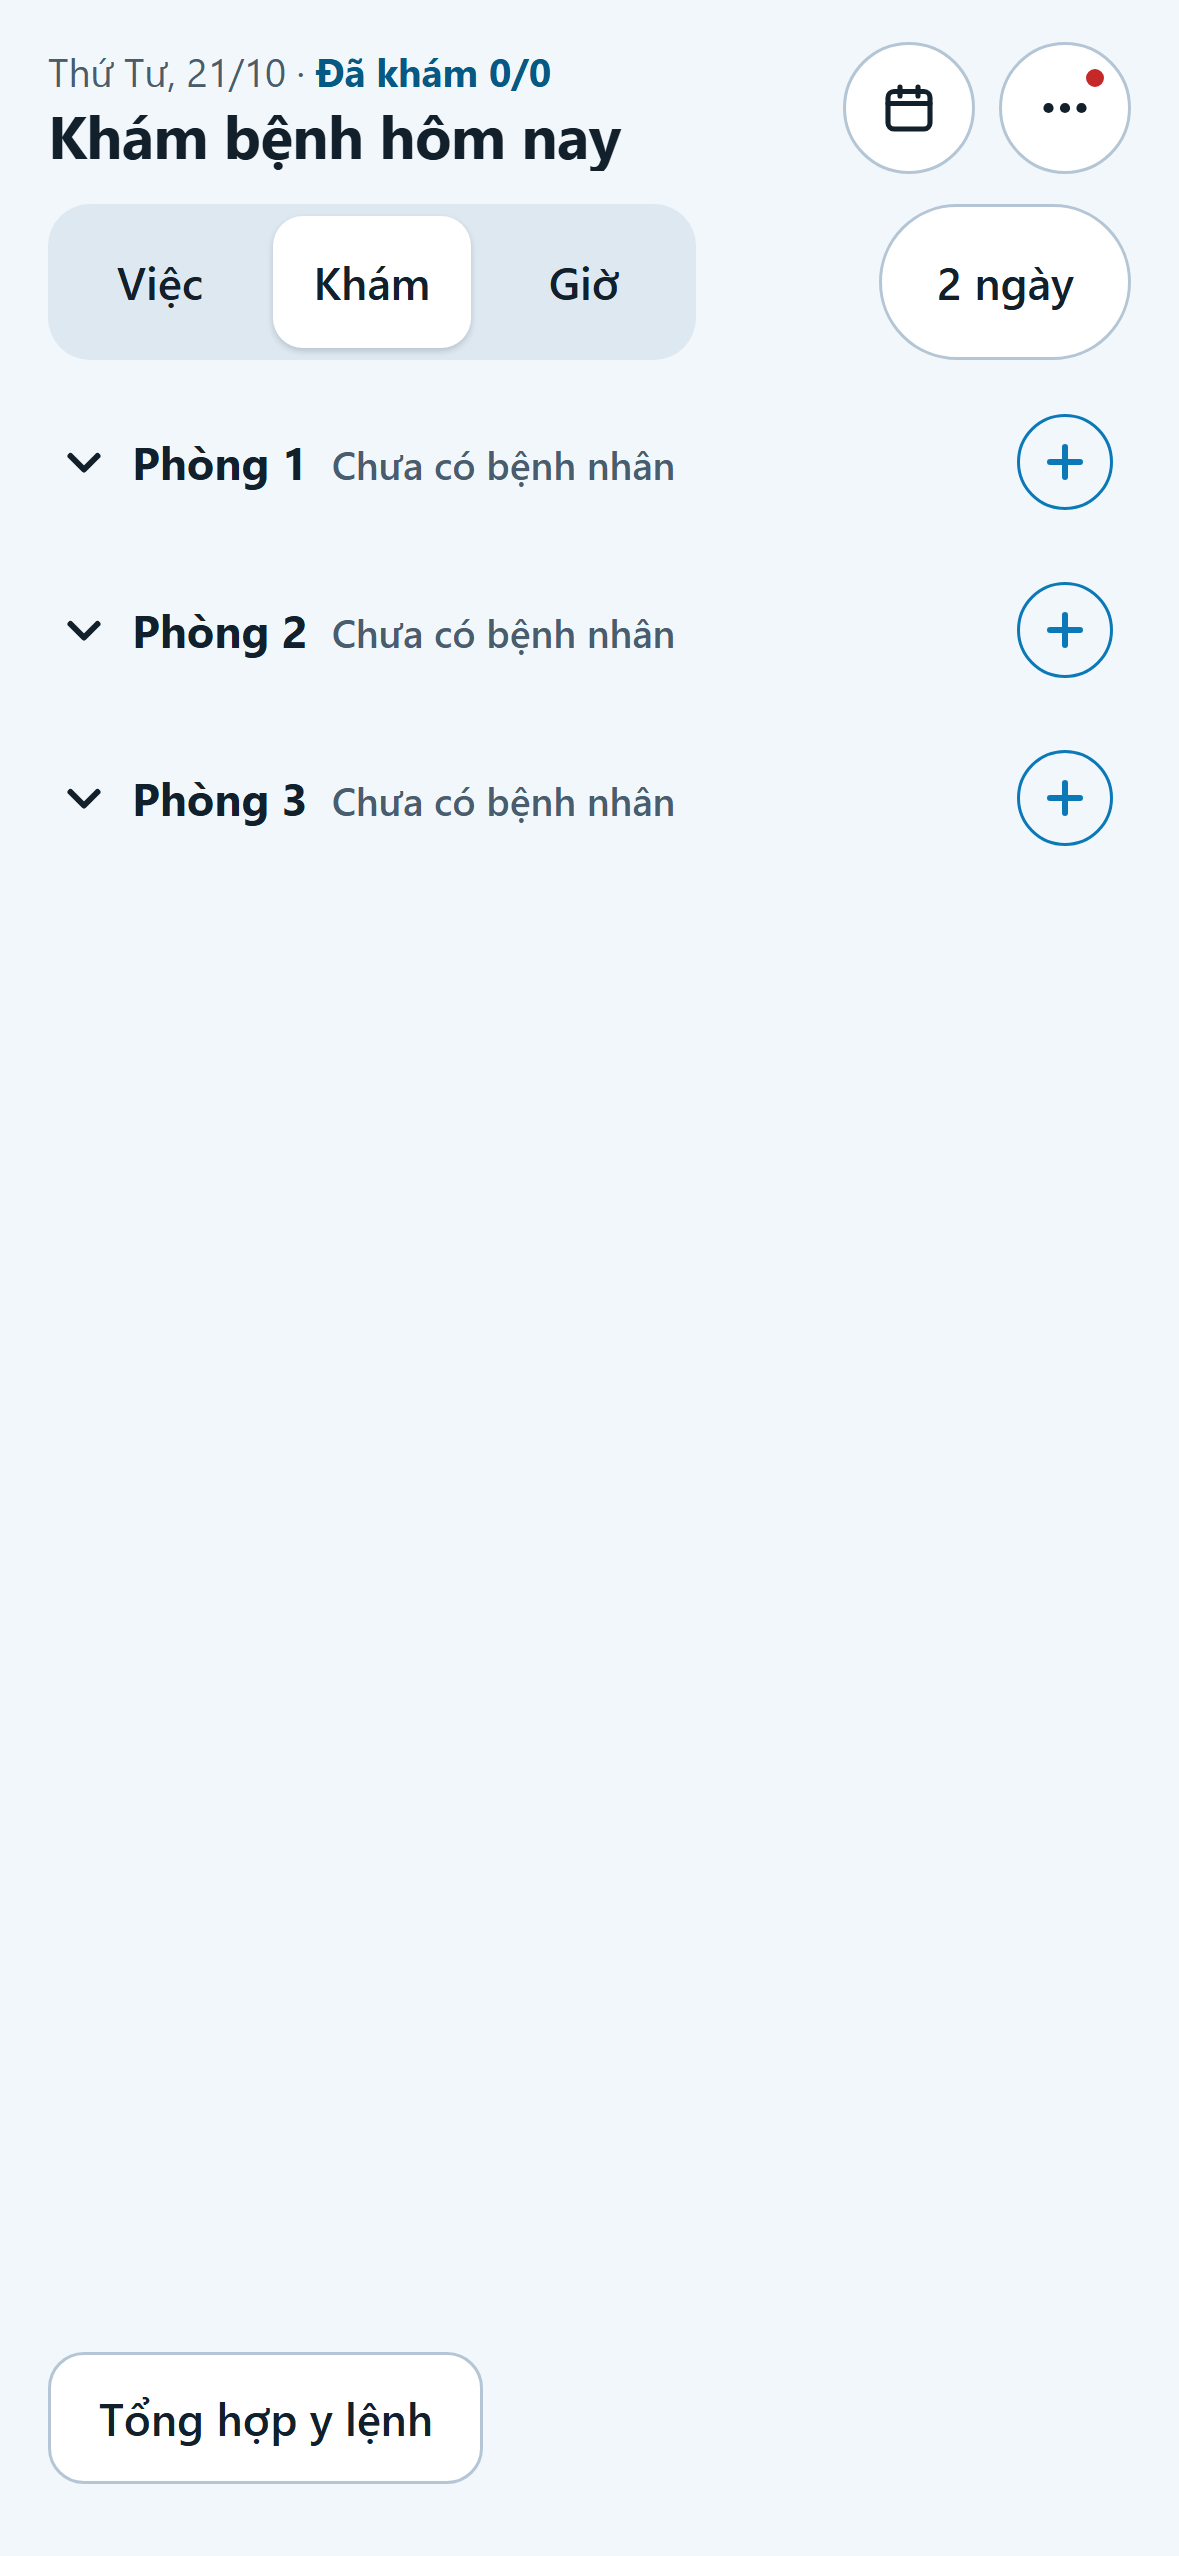 Thứ Tư, 21/10 · Đã khám 0/0
Khám bệnh hôm nay
Việc Khám Giờ 2 ngày
Phòng 1 Chưa có bệnh nhân
Phòng 2 Chưa có bệnh nhân
Phòng 3 Chưa có bệnh nhân
Tổng hợp y lệnh